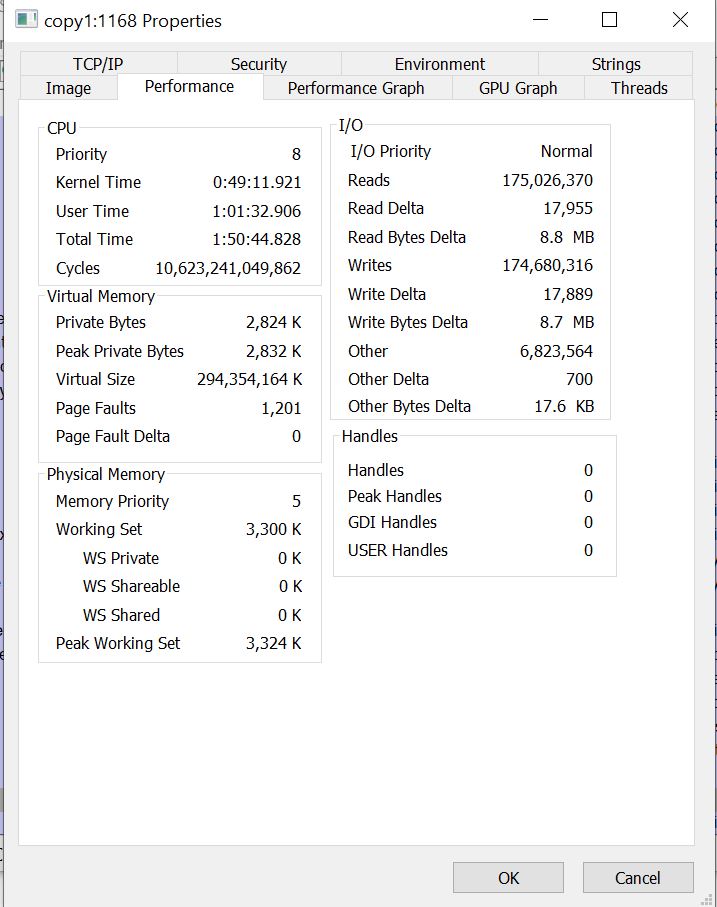 copy1:1168 Properties
TCP/IP Security Environment Strings
Image Performance Performance Graph GPU Graph Threads
CPU
Priority 8
Kernel Time 0:49:11.921
User Time 1:01:32.906
Total Time 1:50:44.828
Cycles 10,623,241,049,862
Virtual Memory
Private Bytes 2,824 K
Peak Private Bytes 2,832 K
Virtual Size 294,354,164 K
Page Faults 1,201
Page Fault Delta 0
Physical Memory
Memory Priority 5
Working Set 3,300 K
WS Private 0 K
WS Shareable 0 K
WS Shared 0 K
Peak Working Set 3,324 K
I/O
I/O Priority Normal
Reads 175,026,370
Read Delta 17,955
Read Bytes Delta 8.8 MB
Writes 174,680,316
Write Delta 17,889
Write Bytes Delta 8.7 MB
Other 6,823,564
Other Delta 700
Other Bytes Delta 17.6 KB
Handles
Handles 0
Peak Handles 0
GDI Handles 0
USER Handles 0
OK Cancel